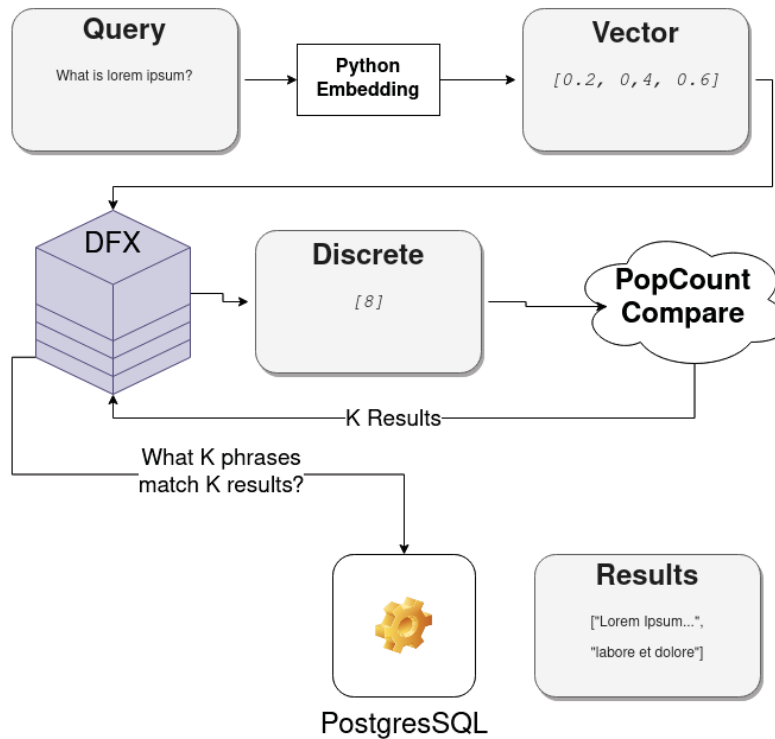 Query
What is lorem ipsum?
Python
Embedding
Vector
[0.2, 0,4, 0.6]
DFX
Discrete
[8]
PopCount
Compare
K Results
What K phrases
match K results?
PostgresSQL
Results
["Lorem Ipsum...",
"labore et dolore"]